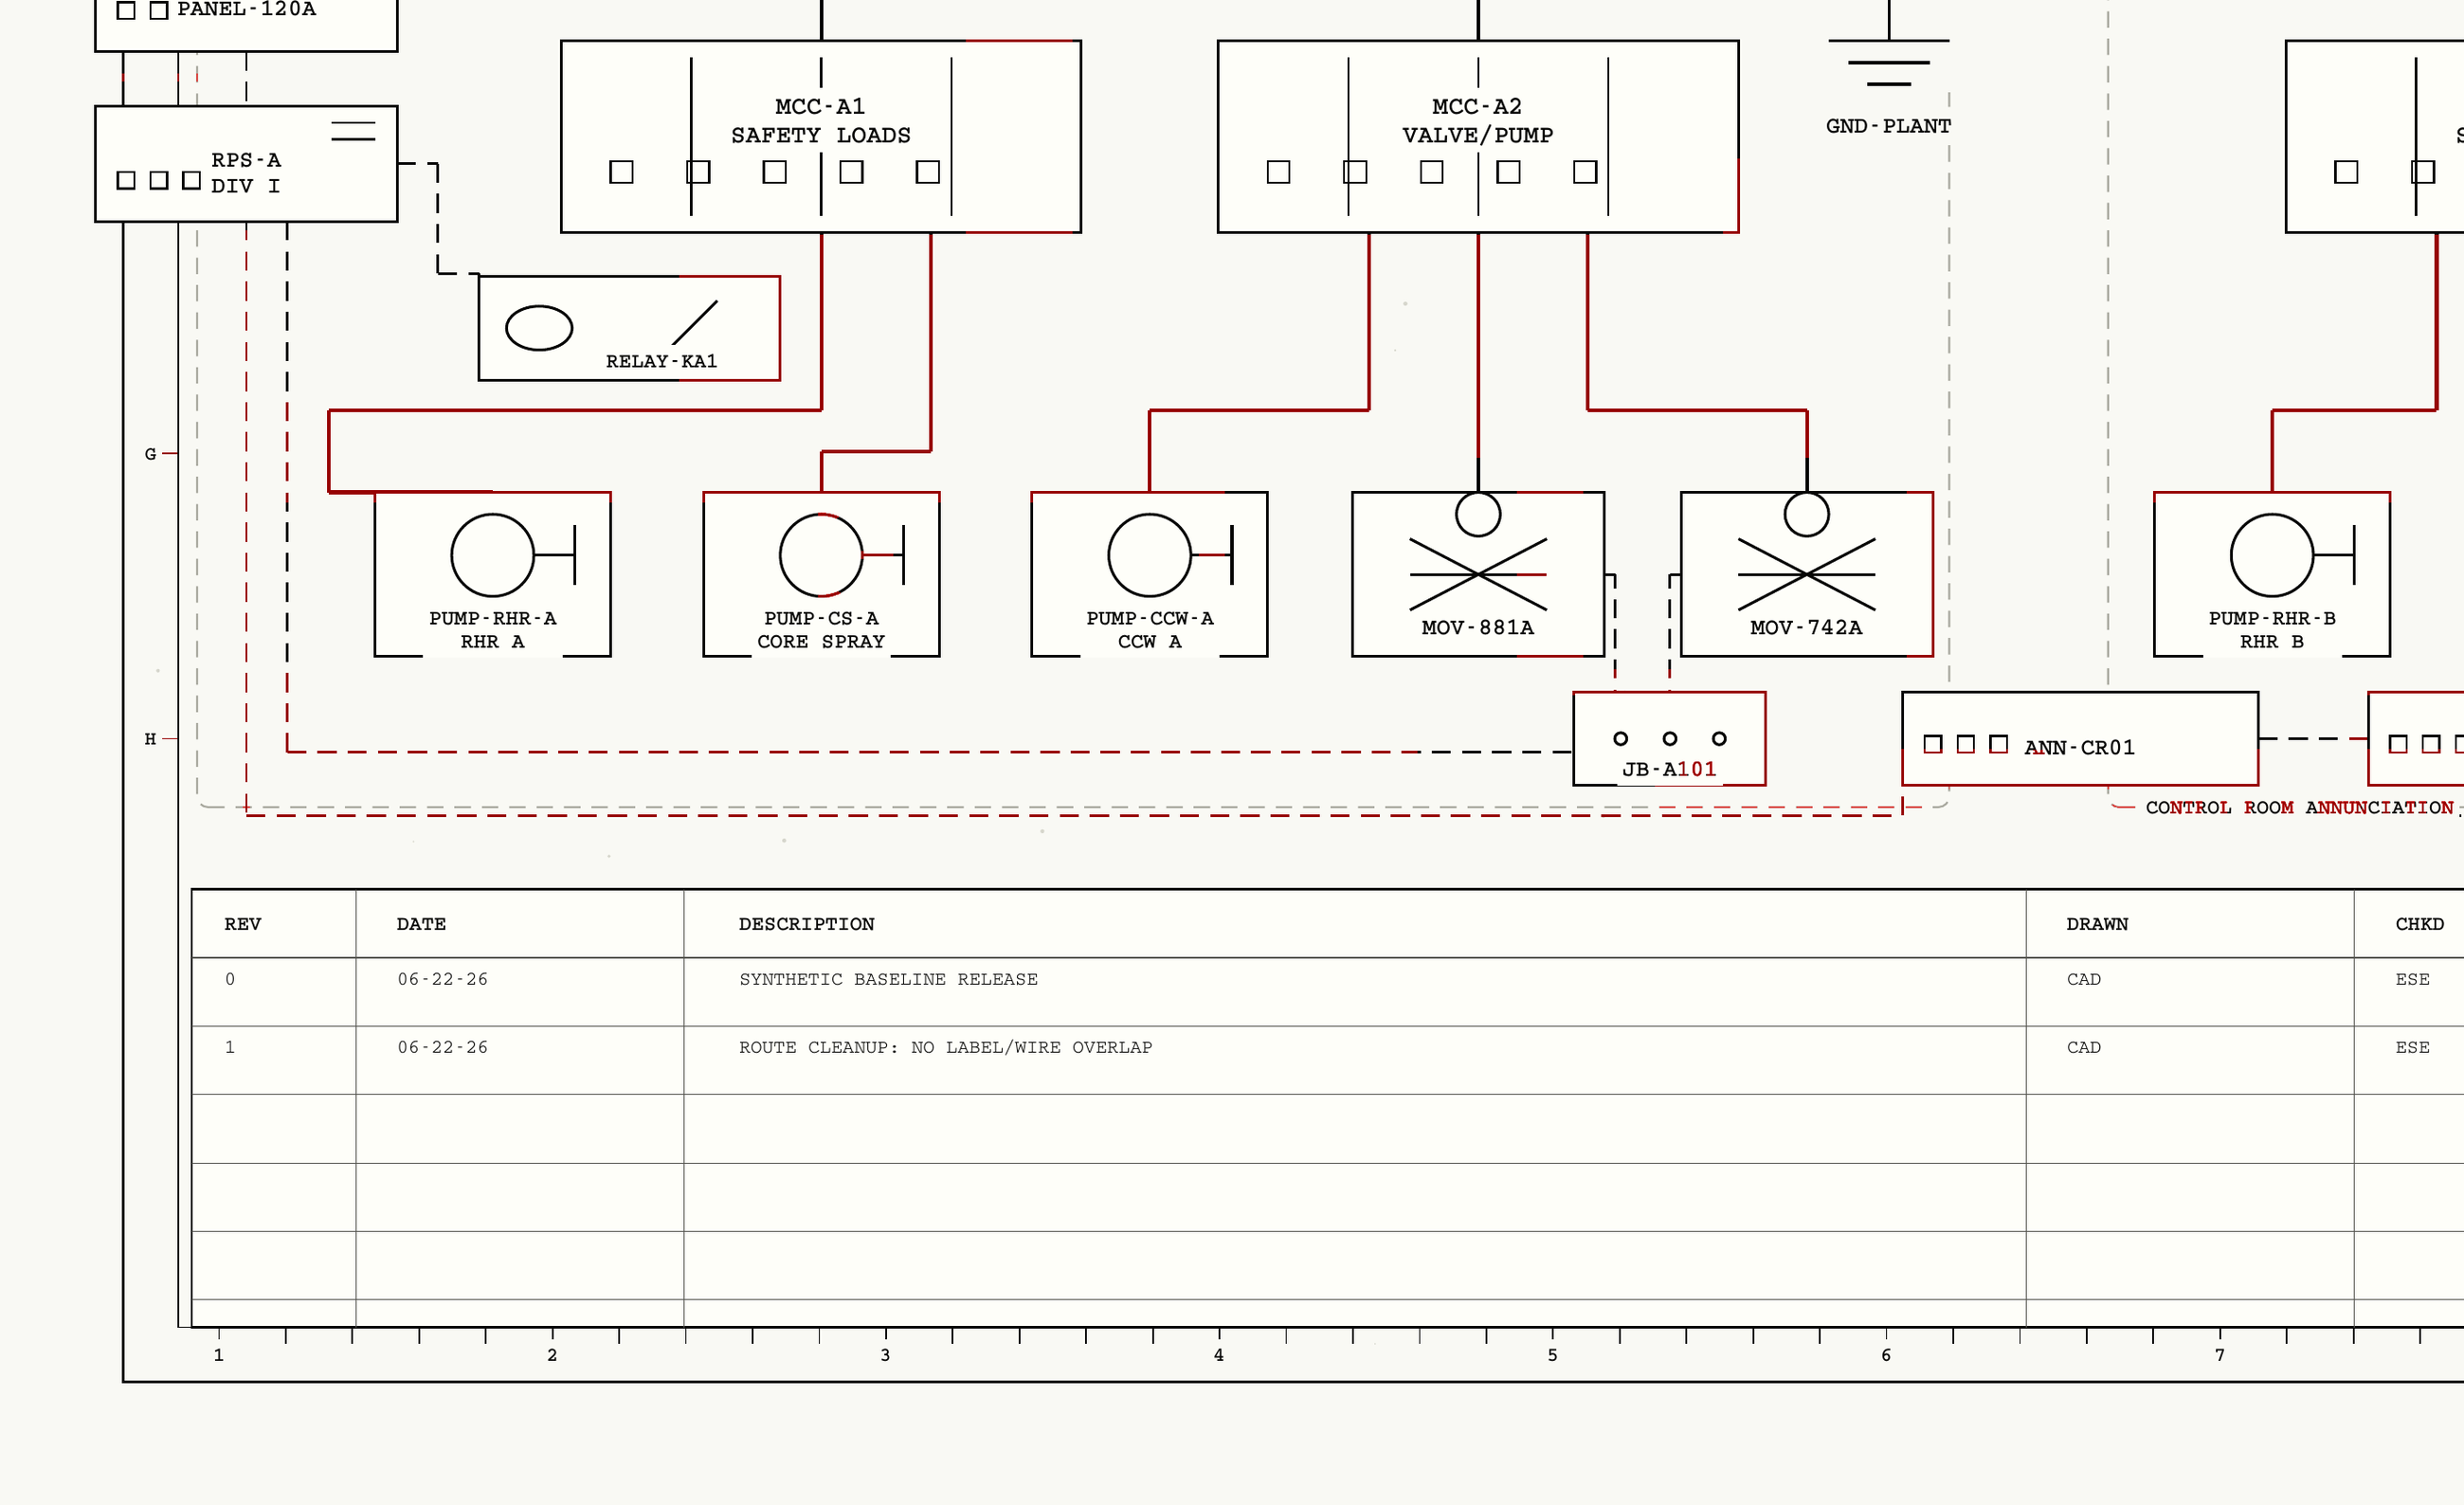 PANEL-120A
MCC-A1
SAFETY LOADS
MCC-A2
VALVE/PUMP
GND-PLANT
RPS-A
DIV I
RELAY-KA1
G
PUMP-RHR-A
RHR A
PUMP-CS-A
CORE SPRAY
PUMP-CCW-A
CCW A
MOV-881A
MOV-742A
PUMP-RHR-B
RHR B
H
JB-A101
ANN-CR01
CONTROL ROOM ANNUNCIATION
REV DATE DESCRIPTION DRAWN CHKD
0 06-22-26 SYNTHETIC BASELINE RELEASE CAD ESE
1 06-22-26 ROUTE CLEANUP: NO LABEL/WIRE OVERLAP CAD ESE
1 2 3 4 5 6 7